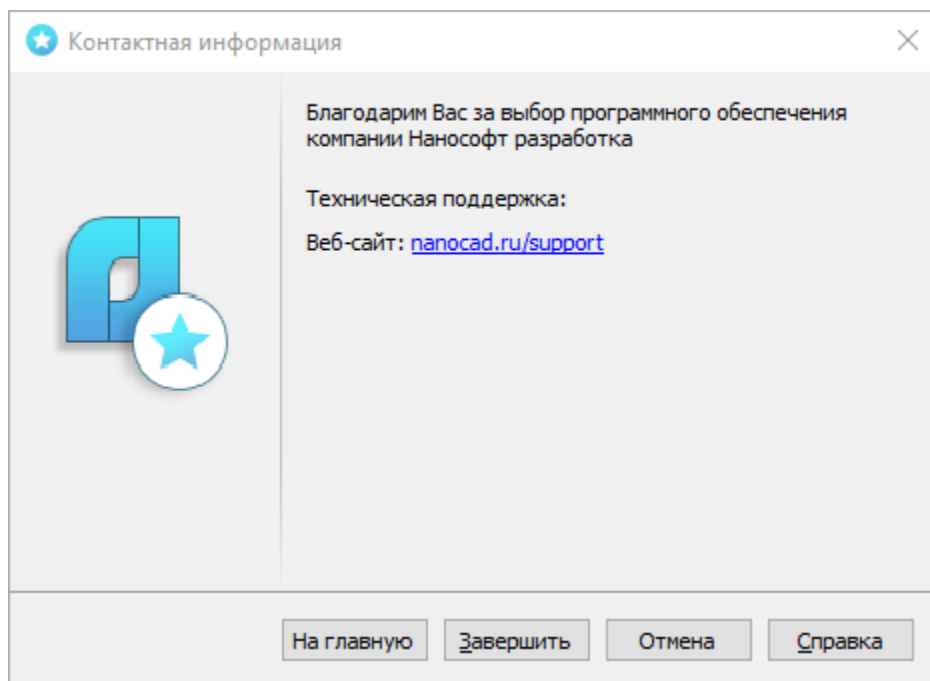 Контактная информация
Благодарим Вас за выбор программного обеспечения
компании Нанософт разработка
Техническая поддержка:
Веб-сайт: nanocad.ru/support
На главную
Завершить
Отмена
Справка